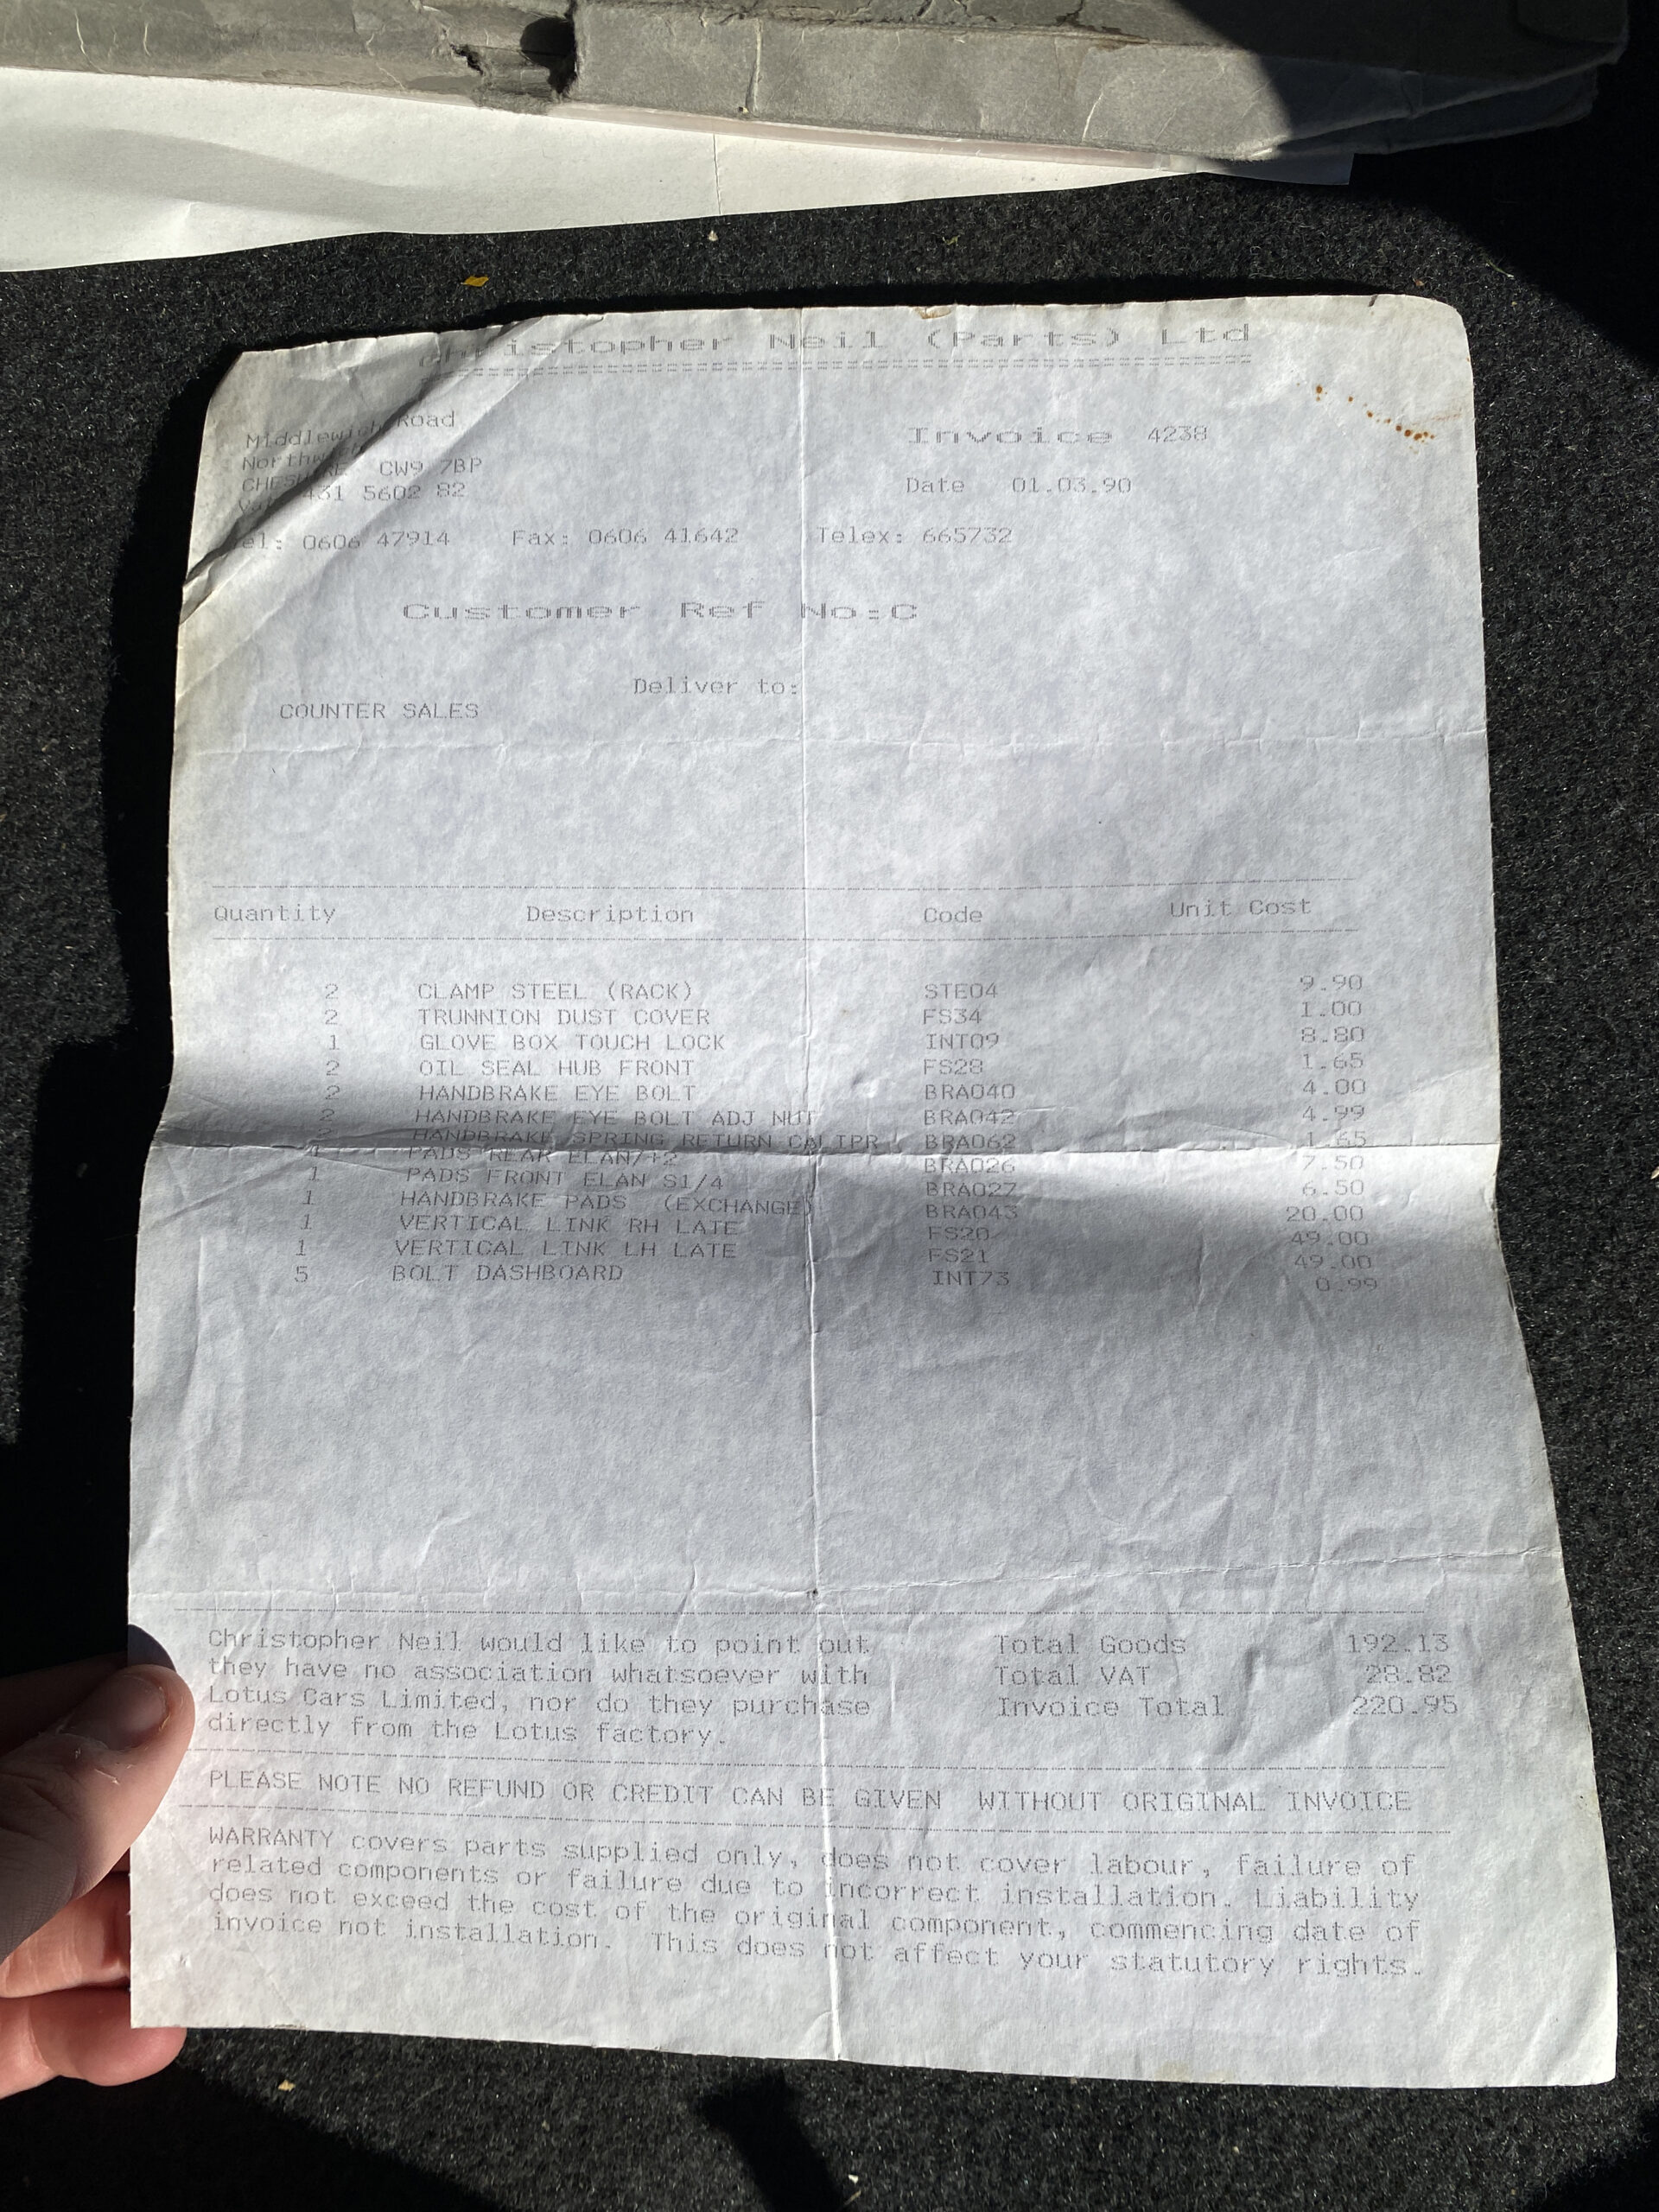 Christopher Neil (Parts) Ltd
Middlewich Road
Northw
CHESHIRE CW9 7BP
431 5602 82
Invoice 4238
Date 01.03.90
Tel: 0606 47914 Fax: 0606 41642 Telex: 665732
Customer Ref No:C
Deliver to:
COUNTER SALES
Quantity Description Code Unit Cost
2 CLAMP STEEL (RACK) STE04 9.90
2 TRUNNION DUST COVER FS34 1.00
1 GLOVE BOX TOUCH LOCK INT09 8.80
2 OIL SEAL HUB FRONT FS28 1.65
2 HANDBRAKE EYE BOLT BRA040 4.00
2 HANDBRAKE EYE BOLT ADJ NUT BRA042 4.99
2 HANDBRAKE SPRING RETURN CALIPR BRA062 1.65
1 PADS REAR ELAN/+2 BRA026 7.50
1 PADS FRONT ELAN S1/4 BRA027 6.50
1 HANDBRAKE PADS (EXCHANGE) BRA043 20.00
1 VERTICAL LINK RH LATE FS20 49.00
1 VERTICAL LINK LH LATE FS21 49.00
5 BOLT DASHBOARD INT73 0.99
Christopher Neil would like to point out
they have no association whatsoever with
Lotus Cars Limited, nor do they purchase
directly from the Lotus factory.
Total Goods 192.13
Total VAT 28.82
Invoice Total 220.95
PLEASE NOTE NO REFUND OR CREDIT CAN BE GIVEN WITHOUT ORIGINAL INVOICE
WARRANTY covers parts supplied only, does not cover labour, failure of
related components or failure due to incorrect installation. Liability
does not exceed the cost of the original component, commencing date of
invoice not installation. This does not affect your statutory rights.